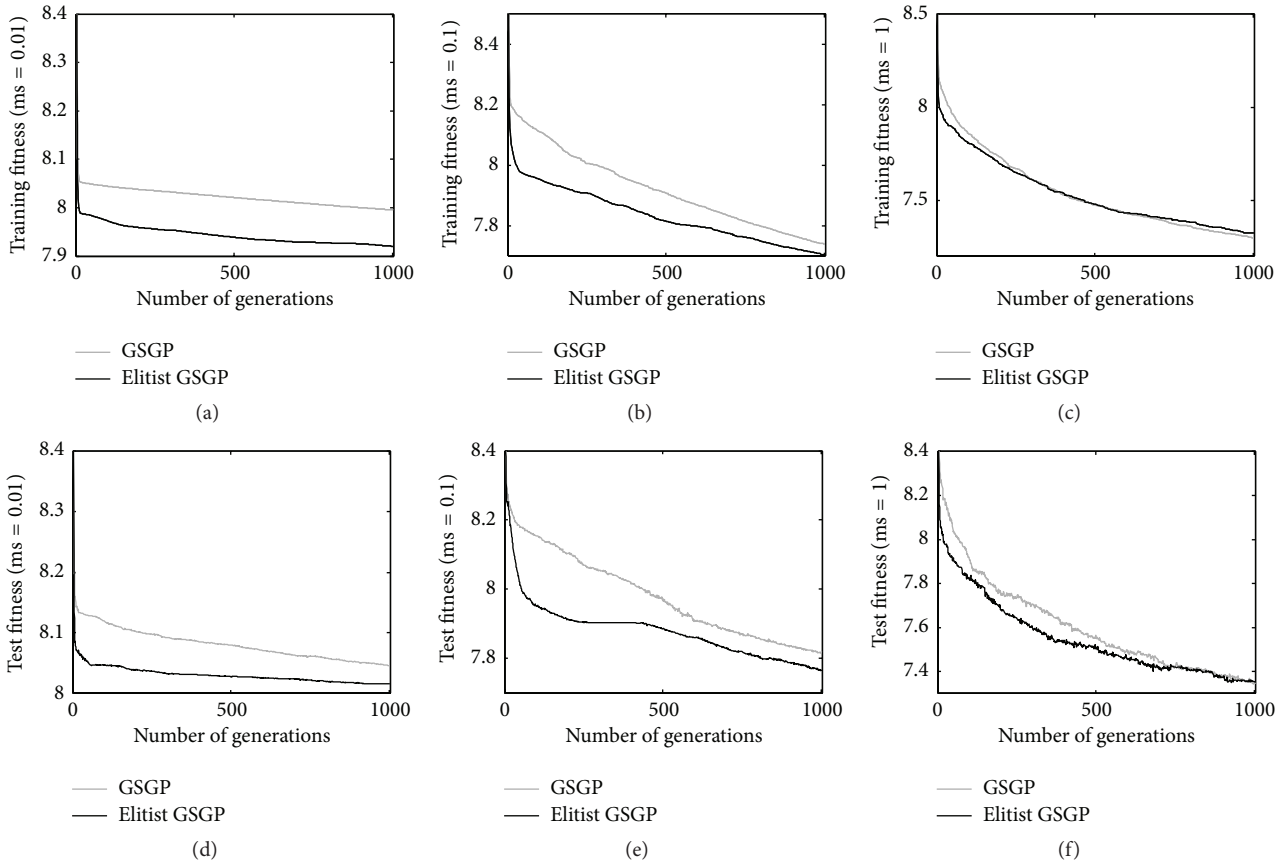 Training fitness (ms = 0.01)
8.4
8.3
8.2
8.1
8
7.9
0
500
1000
Number of generations
GSGP
Elitist GSGP
(a)
Training fitness (ms = 0.1)
8.4
8.2
8
7.8
0
500
1000
Number of generations
GSGP
Elitist GSGP
(b)
Training fitness (ms = 1)
8.5
8
7.5
0
500
1000
Number of generations
GSGP
Elitist GSGP
(c)
Test fitness (ms = 0.01)
8.4
8.3
8.2
8.1
8
0
500
1000
Number of generations
GSGP
Elitist GSGP
(d)
Test fitness (ms = 0.1)
8.4
8.2
8
7.8
0
500
1000
Number of generations
GSGP
Elitist GSGP
(e)
Test fitness (ms = 1)
8.4
8.2
8
7.8
7.6
7.4
0
500
1000
Number of generations
GSGP
Elitist GSGP
(f)